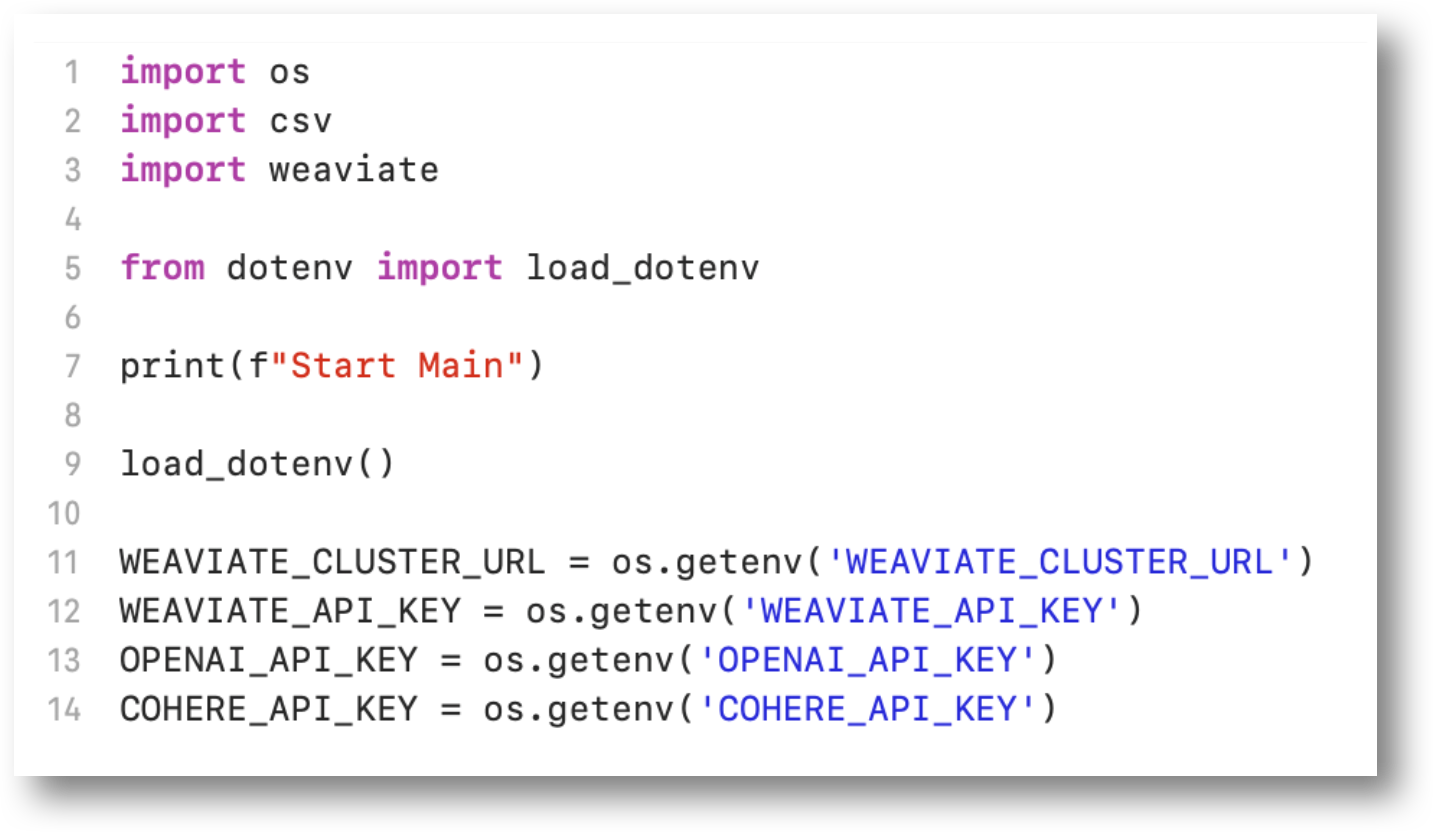 1 import os
2 import csv
3 import weaviate
4
5 from dotenv import load_dotenv
6
7 print(f"Start Main")
8
9 load_dotenv()
10
11 WEAVIATE_CLUSTER_URL = os.getenv('WEAVIATE_CLUSTER_URL')
12 WEAVIATE_API_KEY = os.getenv('WEAVIATE_API_KEY')
13 OPENAI_API_KEY = os.getenv('OPENAI_API_KEY')
14 COHERE_API_KEY = os.getenv('COHERE_API_KEY')